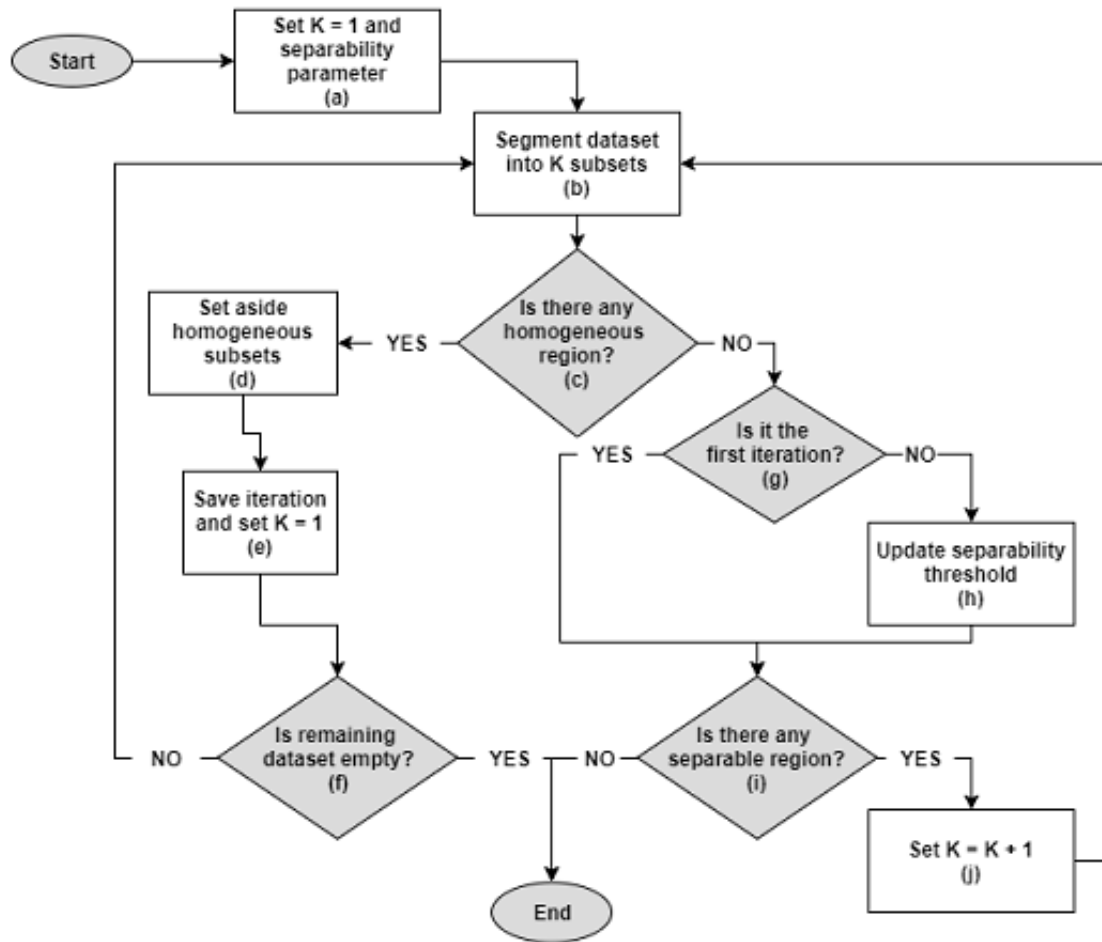 Start
Set K = 1 and
separability
parameter
(a)
Segment dataset
into K subsets
(b)
Is there any
homogeneous
region?
(c)
YES
NO
Set aside
homogeneous
subsets
(d)
Is it the
first iteration?
(g)
YES
NO
Save iteration
and set K = 1
(e)
Update separability
threshold
(h)
Is remaining
dataset empty?
(f)
NO
YES
Is there any
separable region?
(i)
NO
YES
Set K = K + 1
(j)
End